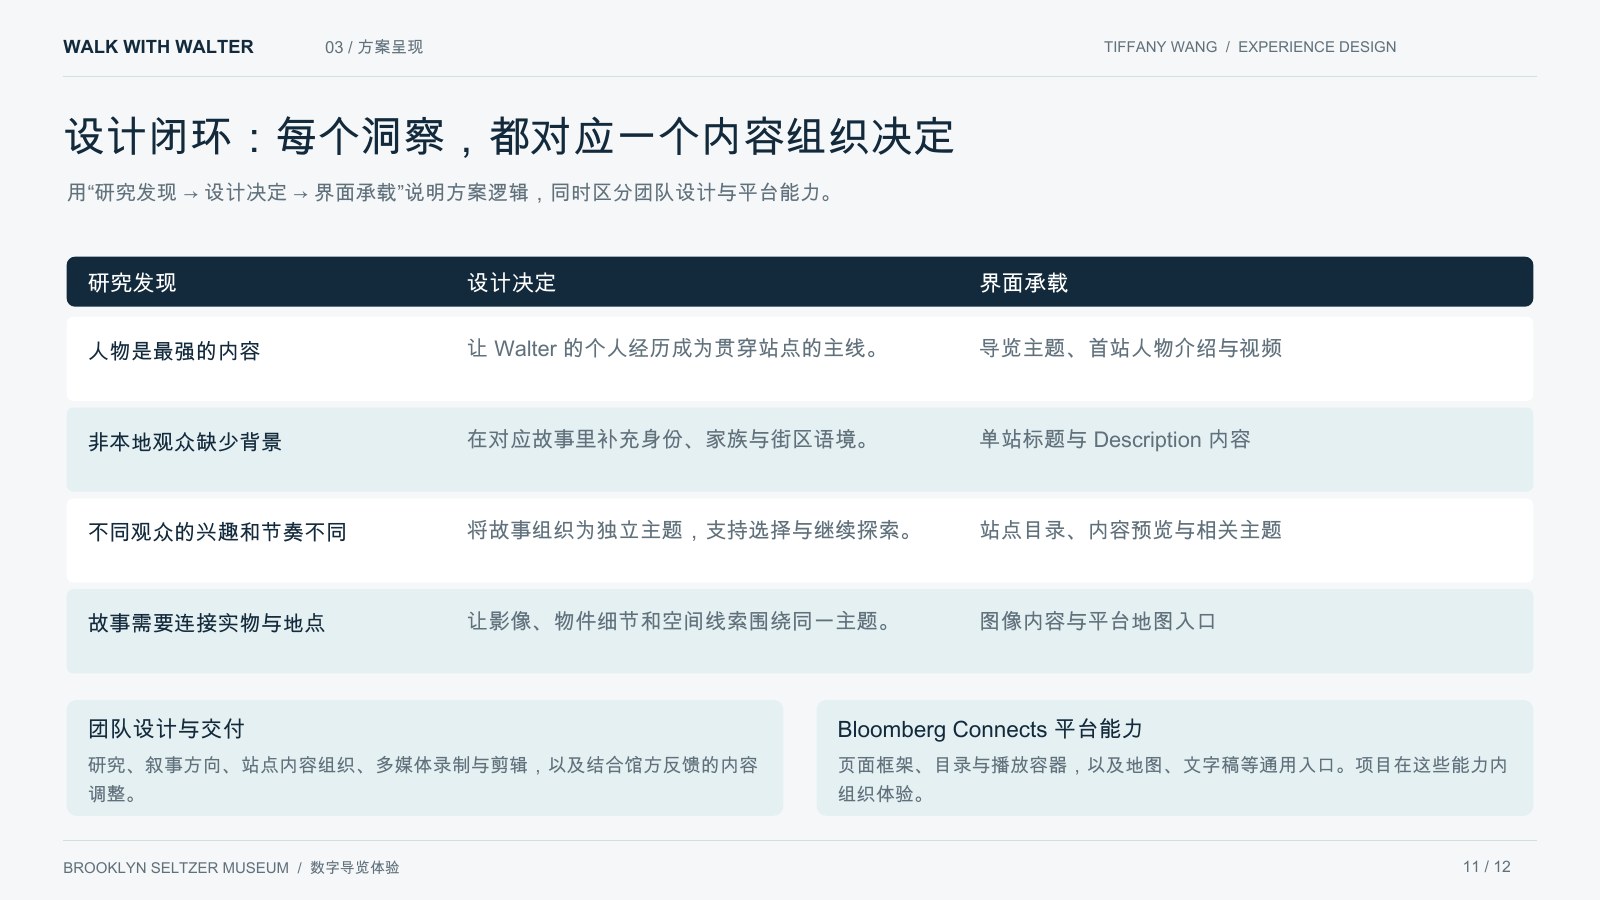 WALK WITH WALTER 03 / 方案呈现 TIFFANY WANG / EXPERIENCE DESIGN
设计闭环：每个洞察，都对应一个内容组织决定
用“研究发现 → 设计决定 → 界面承载”说明方案逻辑，同时区分团队设计与平台能力。
研究发现 设计决定 界面承载
人物是最强的内容 让 Walter 的个人经历成为贯穿站点的主线。 导览主题、首站人物介绍与视频
非本地观众缺少背景 在对应故事里补充身份、家族与街区语境。 单站标题与 Description 内容
不同观众的兴趣和节奏不同 将故事组织为独立主题，支持选择与继续探索。 站点目录、内容预览与相关主题
故事需要连接实物与地点 让影像、物件细节和空间线索围绕同一主题。 图像内容与平台地图入口
团队设计与交付
研究、叙事方向、站点内容组织、多媒体录制与剪辑，以及结合馆方反馈的内容
调整。
Bloomberg Connects 平台能力
页面框架、目录与播放容器，以及地图、文字稿等通用入口。项目在这些能力内
组织体验。
BROOKLYN SELTZER MUSEUM / 数字导览体验 11 / 12